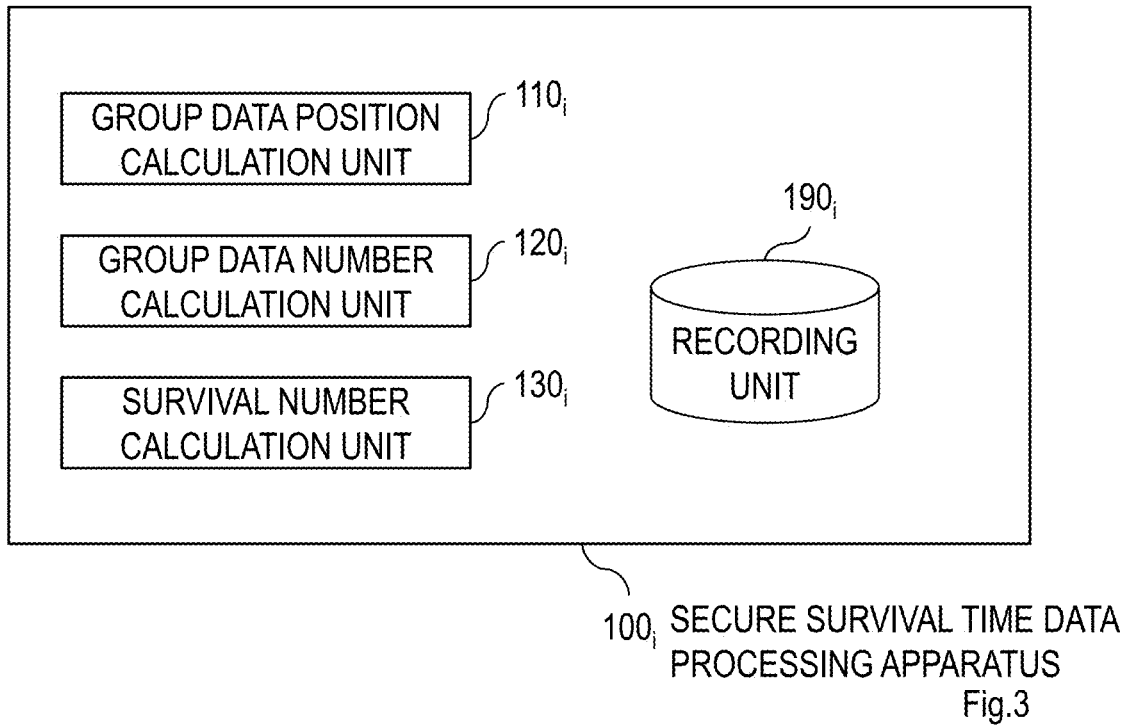 GROUP DATA POSITION
CALCULATION UNIT
110i
GROUP DATA NUMBER
CALCULATION UNIT
120i
SURVIVAL NUMBER
CALCULATION UNIT
130i
190i
RECORDING
UNIT
100i SECURE SURVIVAL TIME DATA
PROCESSING APPARATUS
Fig.3